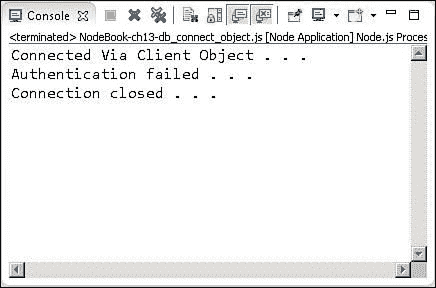 Console
<terminated> NodeBook-ch13-db_connect_object.js [Node Application] Node.js Proces
Connected Via Client Object . . .
Authentication failed . . .
Connection closed . . .